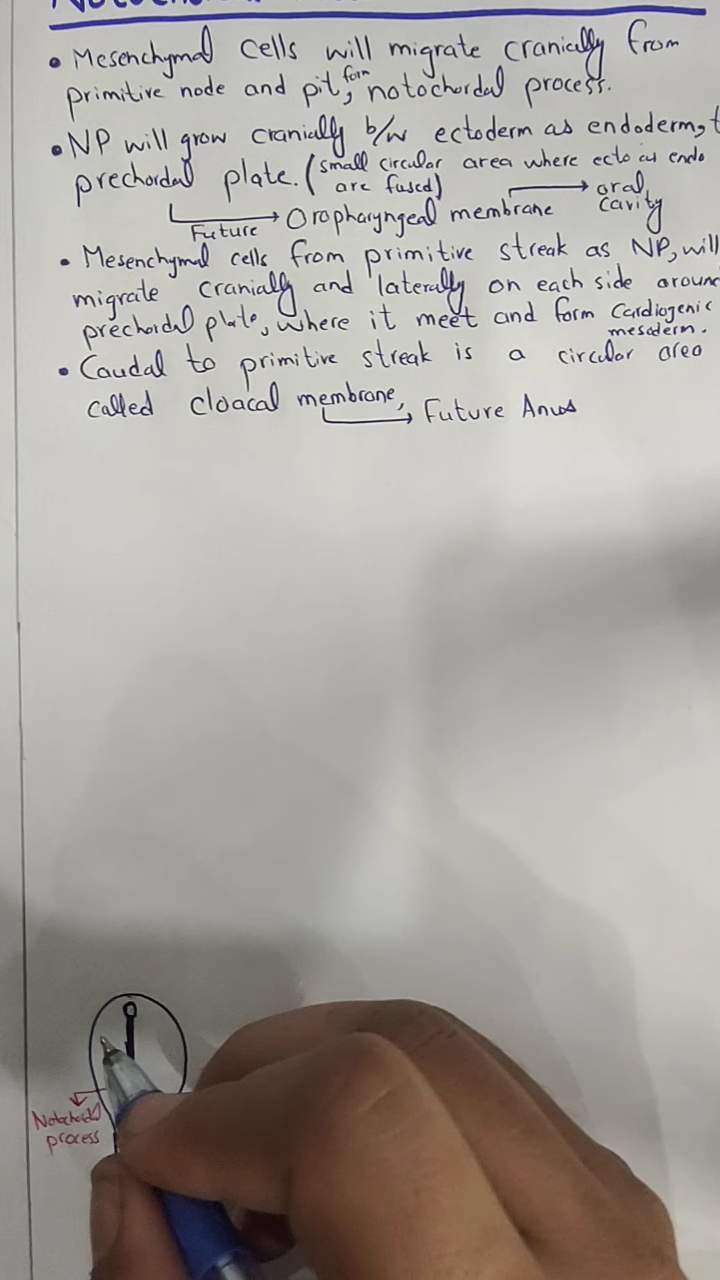 • Mesenchymal cells will migrate cranially from
primitive node and pit, form notochordal process.
• NP will grow cranially b/w ectoderm as endoderm, t
prechordal plate. (small circular area where ecto as endo
are fused)
Future Oropharyngeal membrane oral cavity
• Mesenchymal cells from primitive streak as NP, will
migrate cranially and laterally on each side around
prechordal plate, where it meet and form Cardiogenic
mesoderm.
• Caudal to primitive streak is a circular area
called cloacal membrane,
Future Anus
Notochordal
process